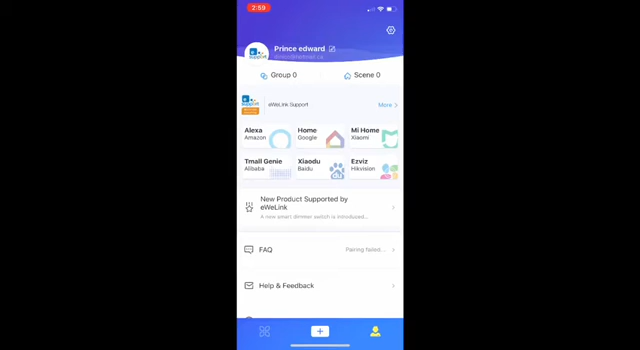 2:59
Prince edward
Group 0
Scene 0
eWeLink Support
More
Alexa
Amazon
Home
Google
Mi Home
Xiaomi
Tmall Genie
Alibaba
Xiaodu
Baidu
Ezviz
Hikvision
New Product Supported by
eWeLink
A new smart dimmer switch is introduced...
FAQ
Pairing failed...
Help & Feedback